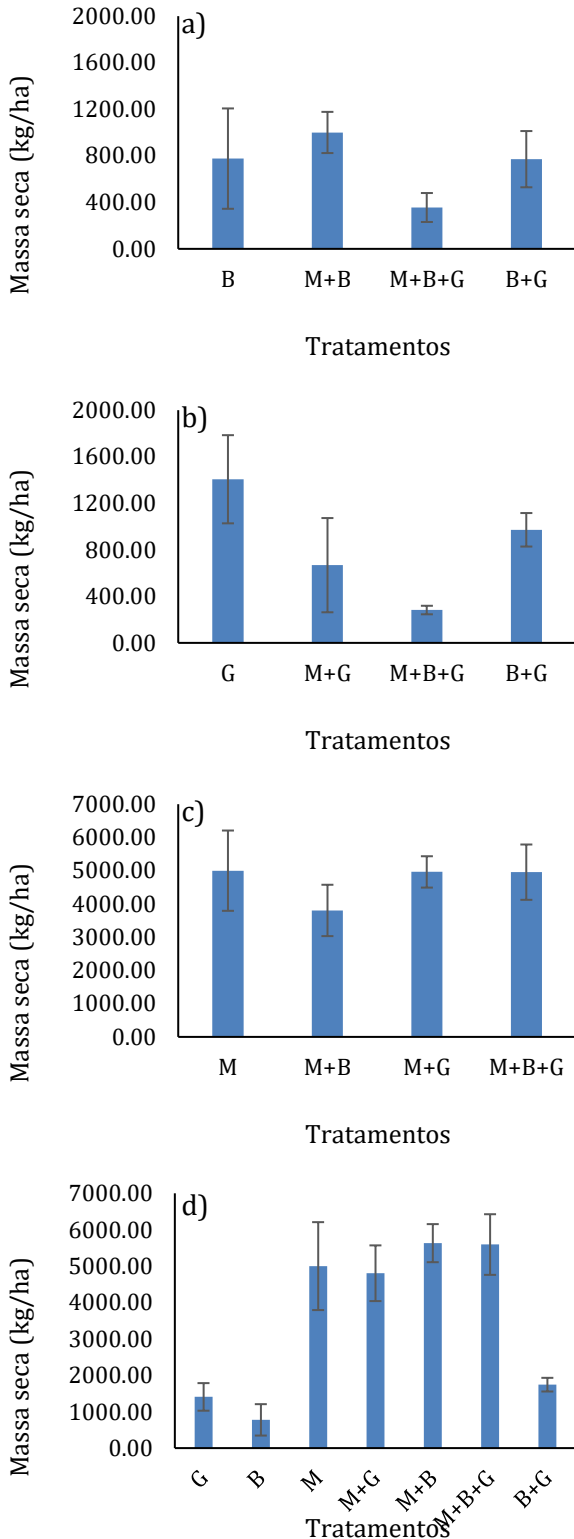 a)
Massa seca (kg/ha)
2000.00
1600.00
1200.00
800.00
400.00
0.00
B M+B M+B+G B+G
Tratamentos
b)
Massa seca (kg/ha)
2000.00
1600.00
1200.00
800.00
400.00
0.00
G M+G M+B+G B+G
Tratamentos
c)
Massa seca (kg/ha)
7000.00
6000.00
5000.00
4000.00
3000.00
2000.00
1000.00
0.00
M M+B M+G M+B+G
Tratamentos
d)
Massa seca (kg/ha)
7000.00
6000.00
5000.00
4000.00
3000.00
2000.00
1000.00
0.00
G B M M+G M+B M+B+G B+G
Tratamentos